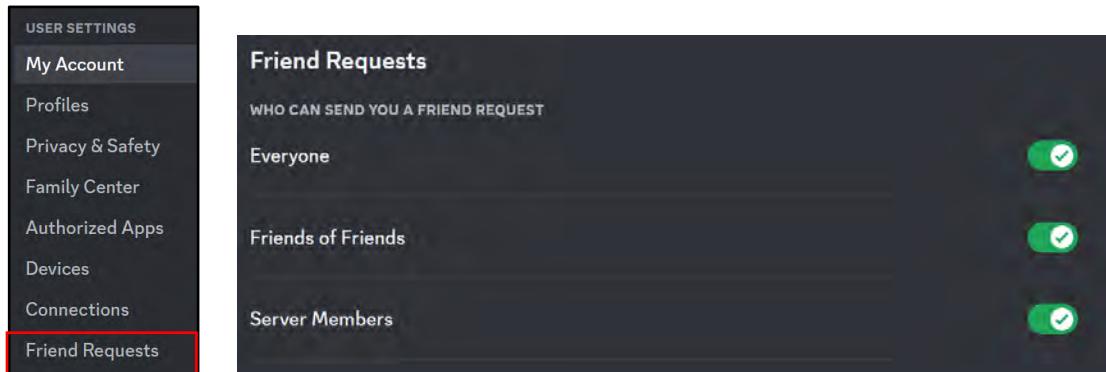 USER SETTINGS
My Account
Profiles
Privacy & Safety
Family Center
Authorized Apps
Devices
Connections
Friend Requests
Friend Requests
WHO CAN SEND YOU A FRIEND REQUEST
Everyone
Friends of Friends
Server Members